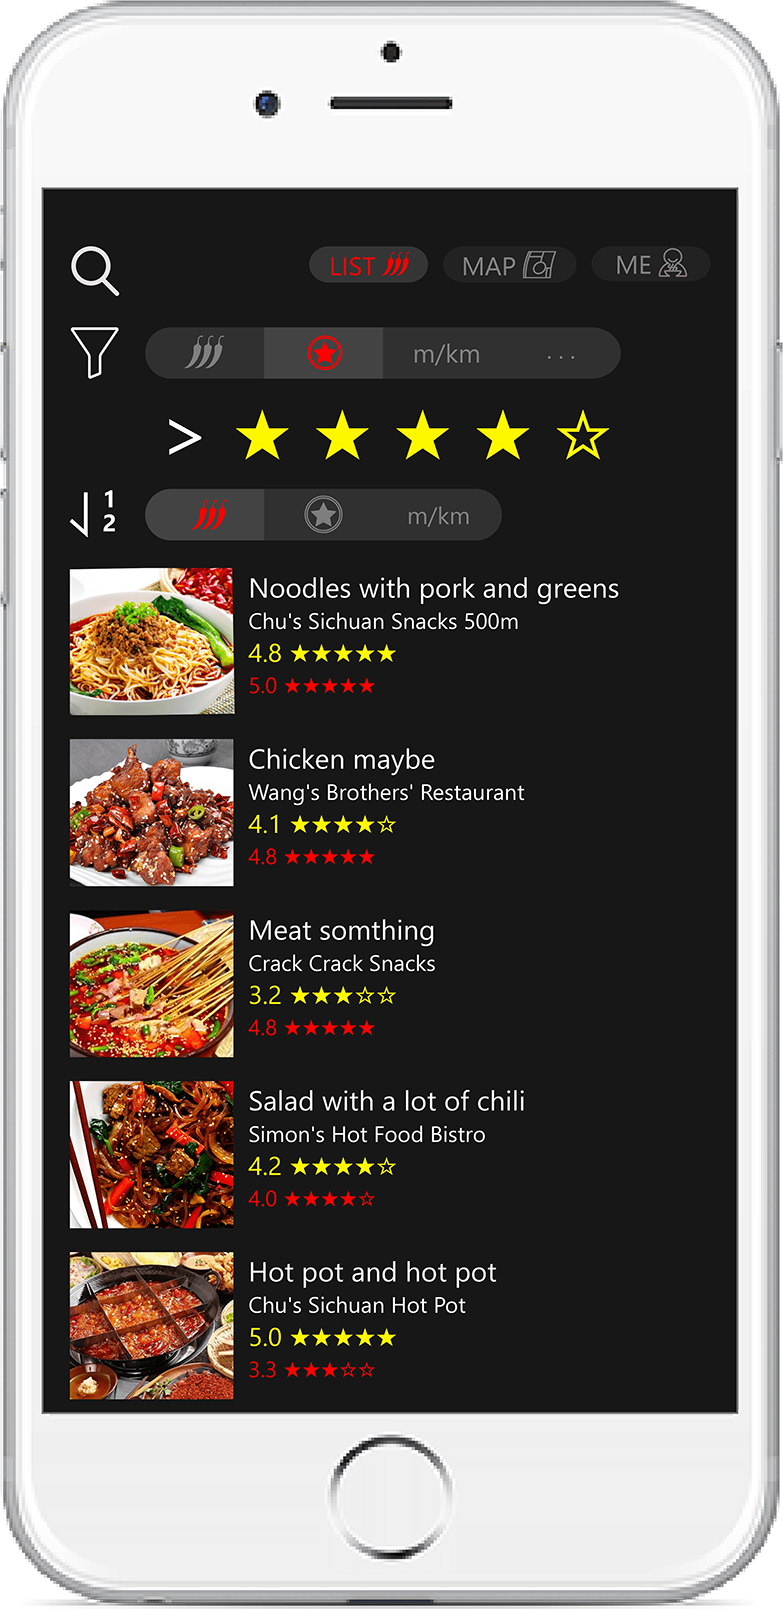 LIST MAP ME
m/km ...
>
1
2
m/km
Noodles with pork and greens
Chu's Sichuan Snacks 500m
4.8 ★★★★★
5.0 ★★★★★
Chicken maybe
Wang's Brothers' Restaurant
4.1 ★★★★☆
4.8 ★★★★★
Meat somthing
Crack Crack Snacks
3.2 ★★★☆☆
4.8 ★★★★★
Salad with a lot of chili
Simon's Hot Food Bistro
4.2 ★★★★☆
4.0 ★★★★☆
Hot pot and hot pot
Chu's Sichuan Hot Pot
5.0 ★★★★★
3.3 ★★★☆☆